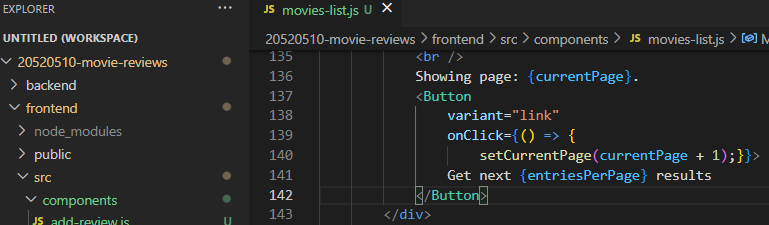 EXPLORER
UNTITLED (WORKSPACE)
20520510-movie-reviews
backend
frontend
node_modules
public
src
components
JS add-review.js U
JS movies-list.js U
20520510-movie-reviews > frontend > src > components > JS movies-list.js > M
135 <br />
136 Showing page: {currentPage}.
137 <Button
138 variant="link"
139 onClick={() => {
140 setCurrentPage(currentPage + 1);}}>
141 Get next {entriesPerPage} results
142 </Button>
143 </div>